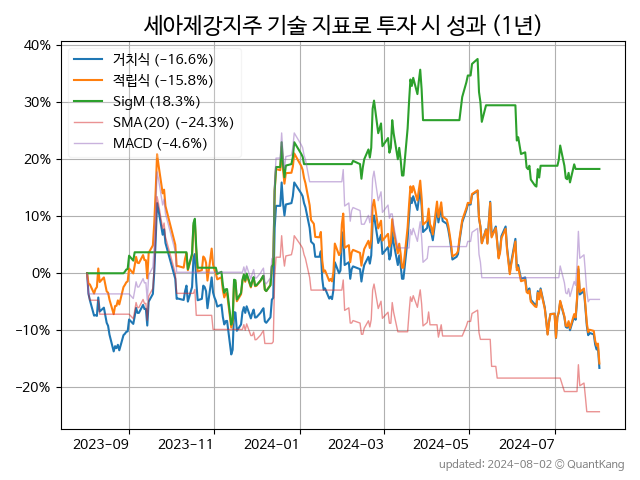 세아제강지주 기술 지표로 투자 시 성과 (1년)
40%
30%
20%
10%
0%
−10%
−20%
거치식 (−16.6%)
적립식 (−15.8%)
SigM (18.3%)
SMA(20) (−24.3%)
MACD (−4.6%)
2023-09
2023-11
2024-01
2024-03
2024-05
2024-07
updated: 2024-08-02 © QuantKang